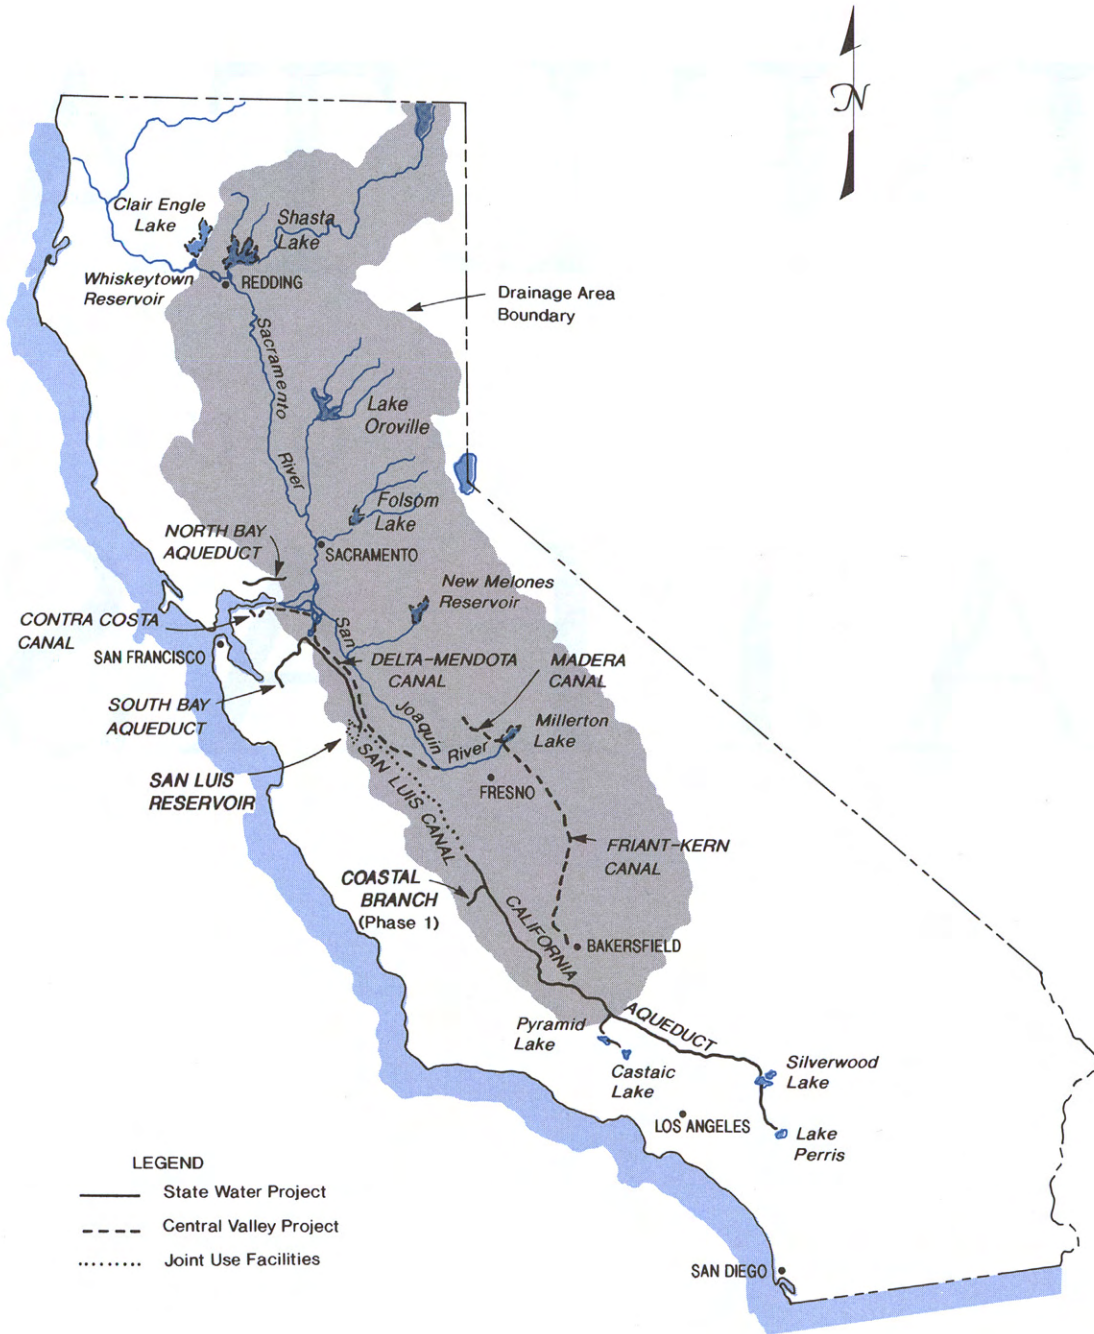 N
Clair Engle
Lake
Shasta
Lake
Whiskeytown
Reservoir
REDDING
Drainage Area
Boundary
Sacramento
River
Lake
Oroville
Folsom
Lake
NORTH BAY
AQUEDUCT
SACRAMENTO
New Melones
Reservoir
CONTRA COSTA
CANAL
SAN FRANCISCO
San
Joaquin
River
DELTA-MENDOTA
CANAL
MADERA
CANAL
SOUTH BAY
AQUEDUCT
Millerton
Lake
SAN LUIS
RESERVOIR
SAN LUIS CANAL
FRESNO
FRIANT-KERN
CANAL
COASTAL
BRANCH
(Phase 1)
CALIFORNIA
AQUEDUCT
BAKERSFIELD
Pyramid
Lake
Castaic
Lake
Silverwood
Lake
LOS ANGELES
Lake
Perris
LEGEND
State Water Project
Central Valley Project
Joint Use Facilities
SAN DIEGO